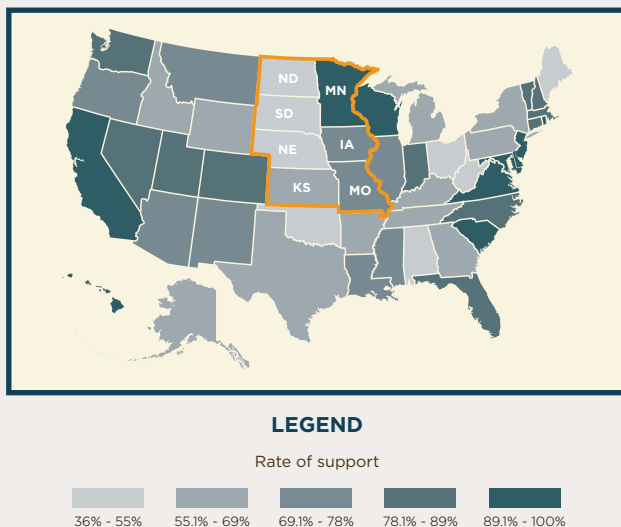 ND
MN
SD
NE
IA
KS
MO
LEGEND
Rate of support
36% - 55%
55.1% - 69%
69.1% - 78%
78.1% - 89%
89.1% - 100%